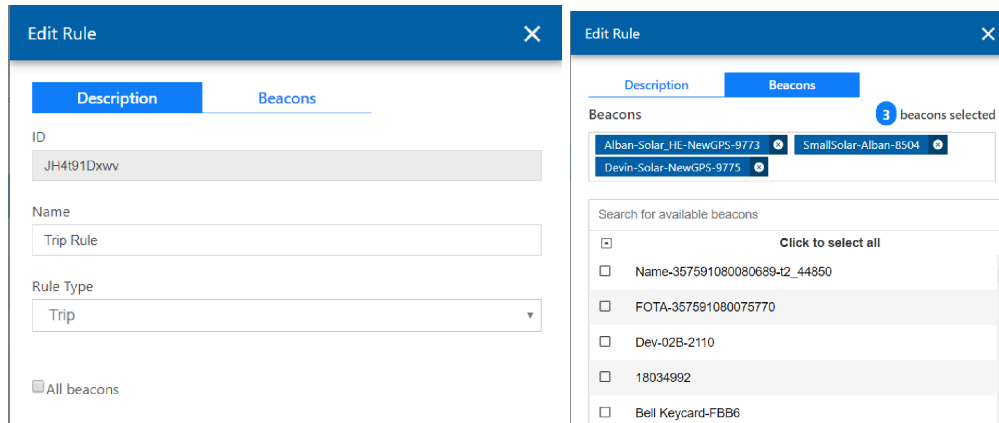 Edit Rule
Description Beacons
ID
JH4t91Dxwv
Name
Trip Rule
Rule Type
Trip
All beacons
Edit Rule
Description Beacons
Beacons 3 beacons selected
Alban-Solar_HE-NewGPS-9773 SmallSolar-Alban-8504
Devin-Solar-NewGPS-9775
Search for available beacons
Click to select all
Name-357591080080689-t2_44850
FOTA-357591080075770
Dev-02B-2110
18034992
Bell Keycard-FBB6